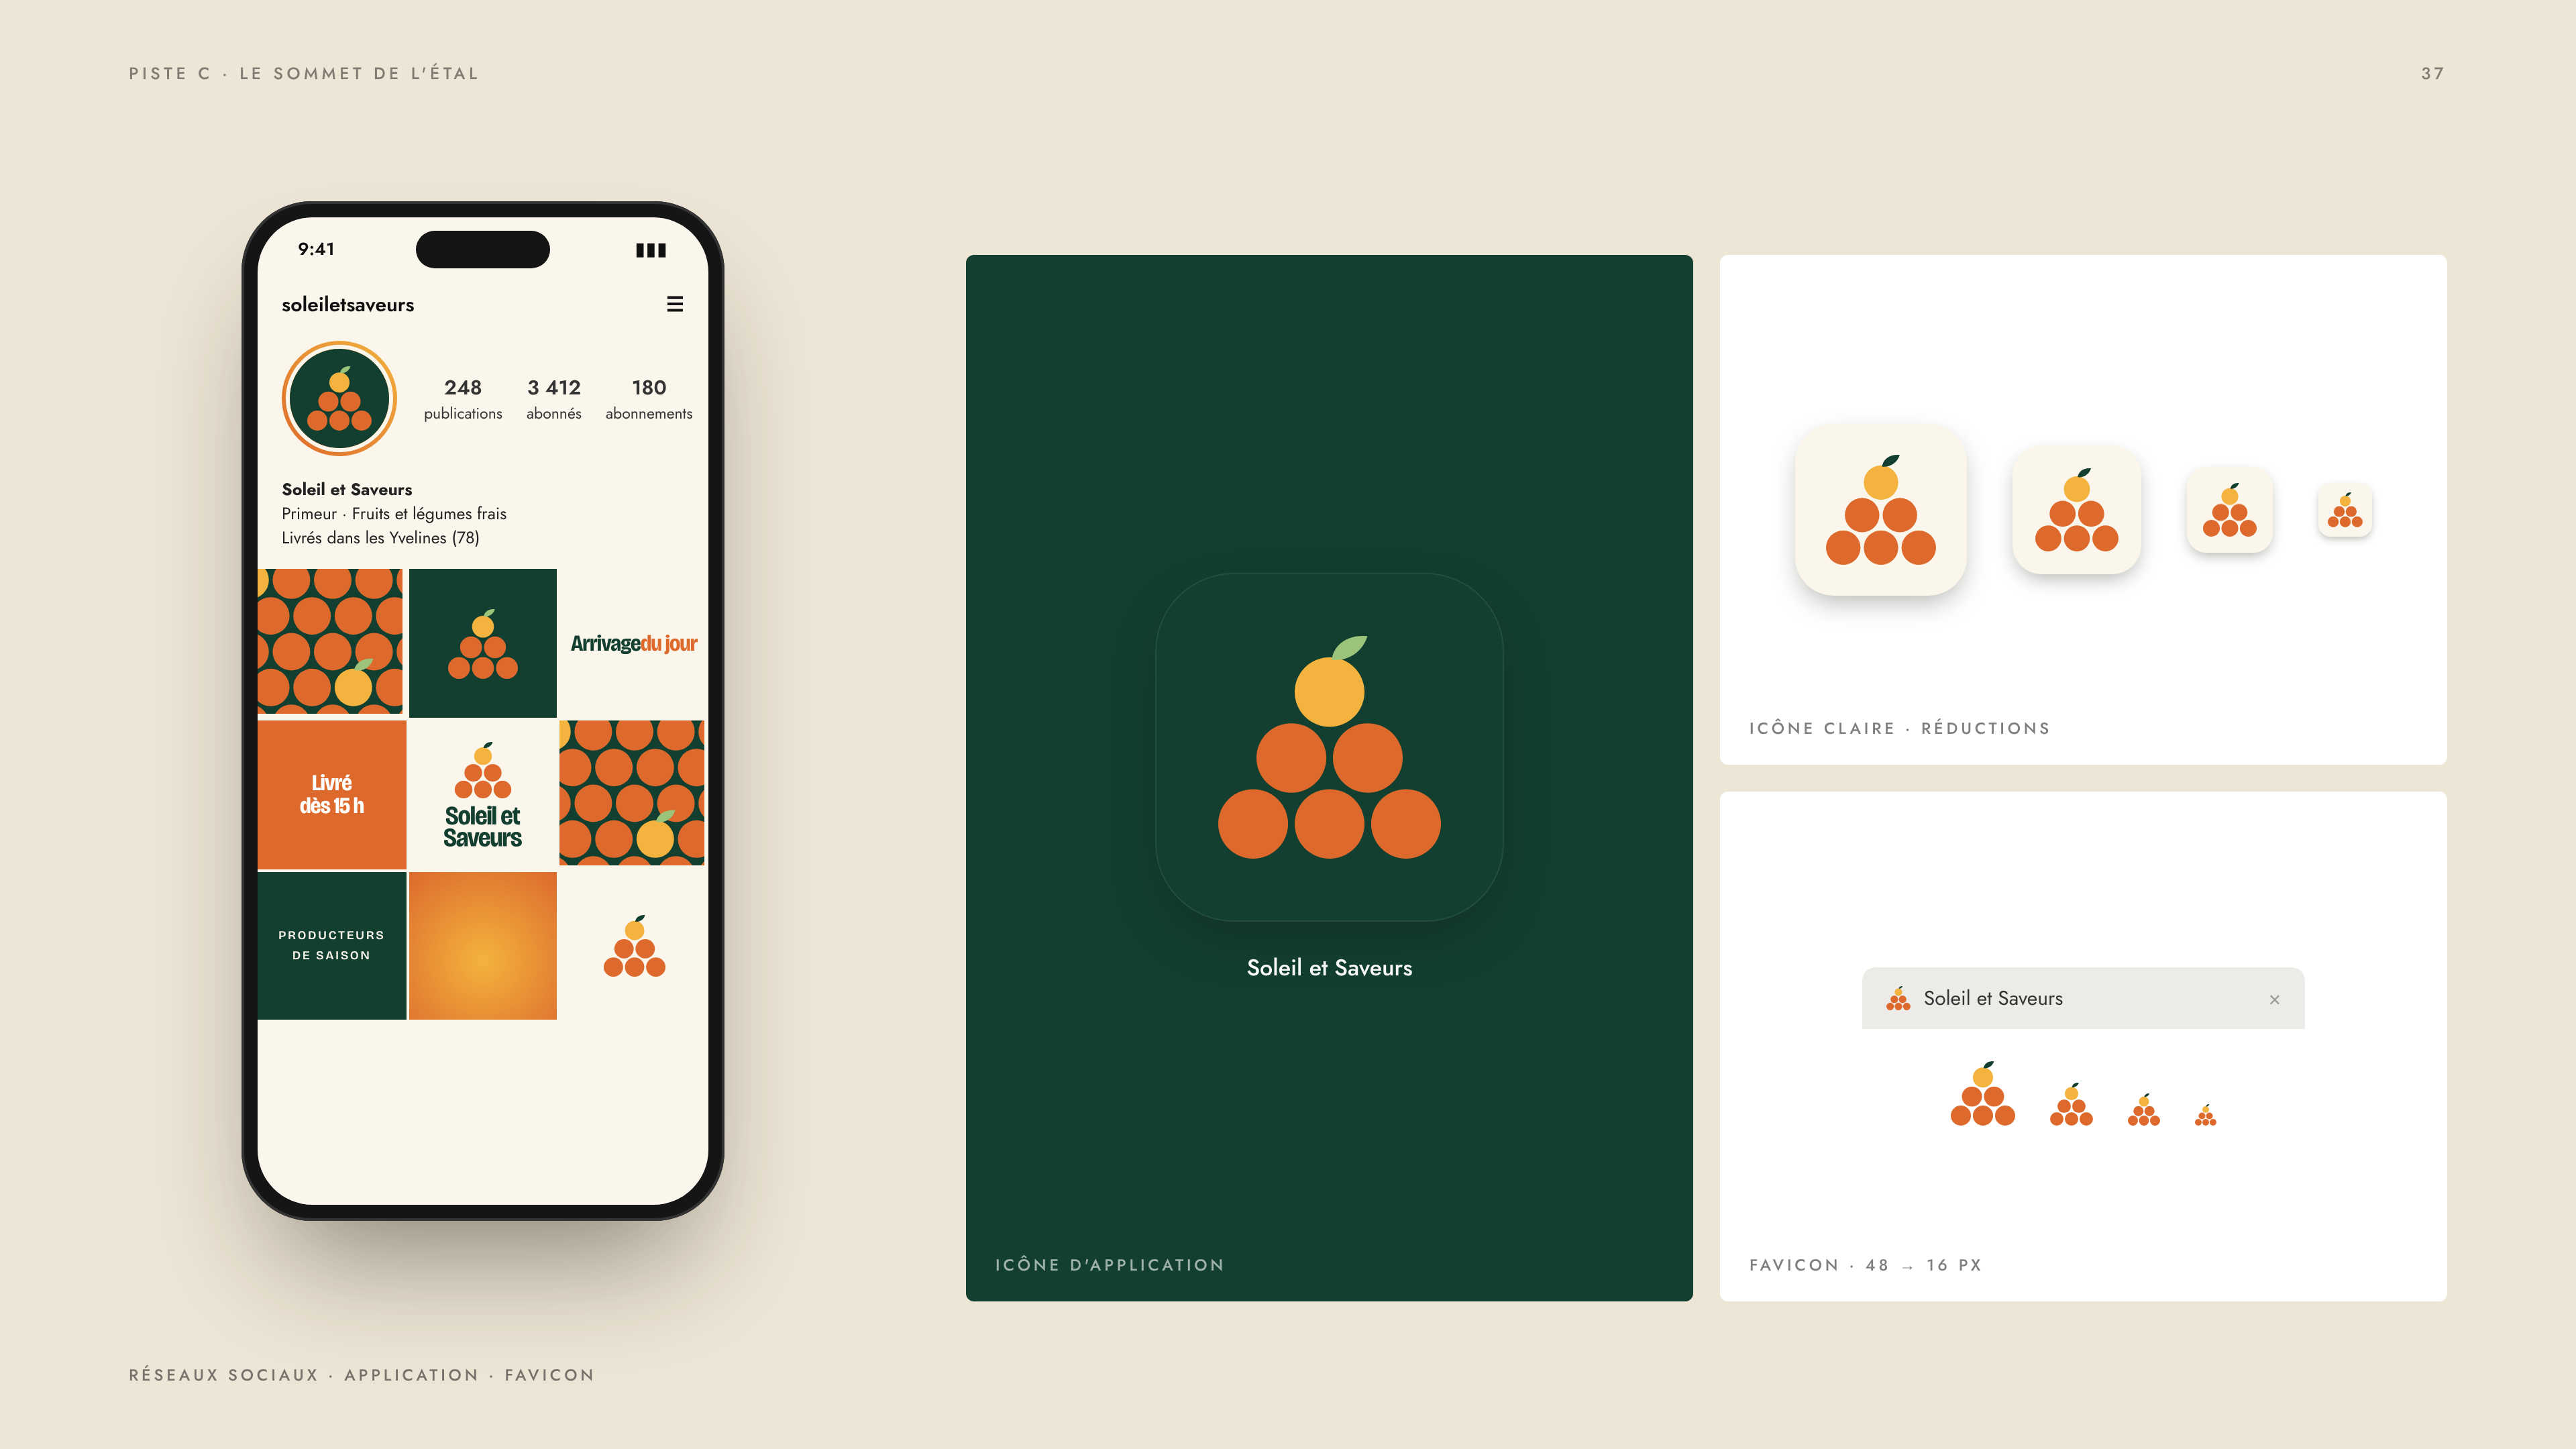 PISTE C · LE SOMMET DE L'ÉTAL
37
9:41
soleiletsaveurs
248
publications
3 412
abonnés
180
abonnements
Soleil et Saveurs
Primeur · Fruits et légumes frais
Livrés dans les Yvelines (78)
Arrivagedu jour
Livré
dès 15 h
Soleil et
Saveurs
PRODUCTEURS
DE SAISON
Soleil et Saveurs
ICÔNE D'APPLICATION
ICÔNE CLAIRE · RÉDUCTIONS
Soleil et Saveurs ×
FAVICON · 48 → 16 PX
RÉSEAUX SOCIAUX · APPLICATION · FAVICON